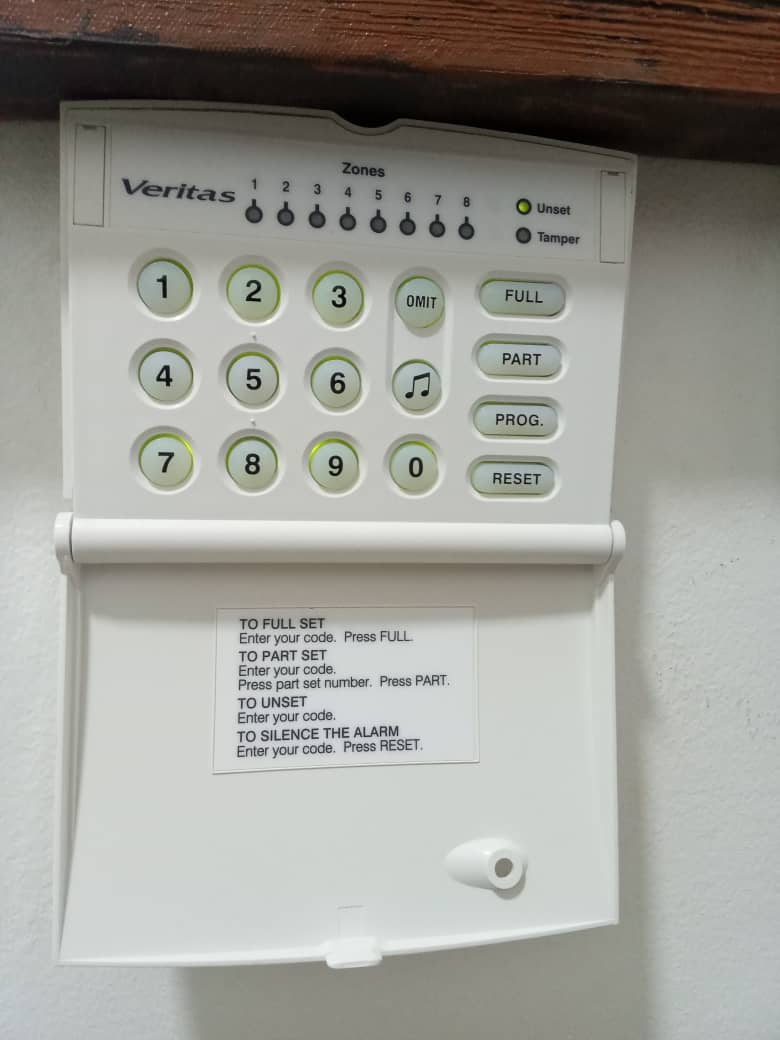 Zones
Veritas 1 2 3 4 5 6 7 8
Unset
Tamper
1 2 3 OMIT FULL
4 5 6 PART
PROG.
7 8 9 0 RESET
TO FULL SET
Enter your code. Press FULL.
TO PART SET
Enter your code.
Press part set number. Press PART.
TO UNSET
Enter your code.
TO SILENCE THE ALARM
Enter your code. Press RESET.